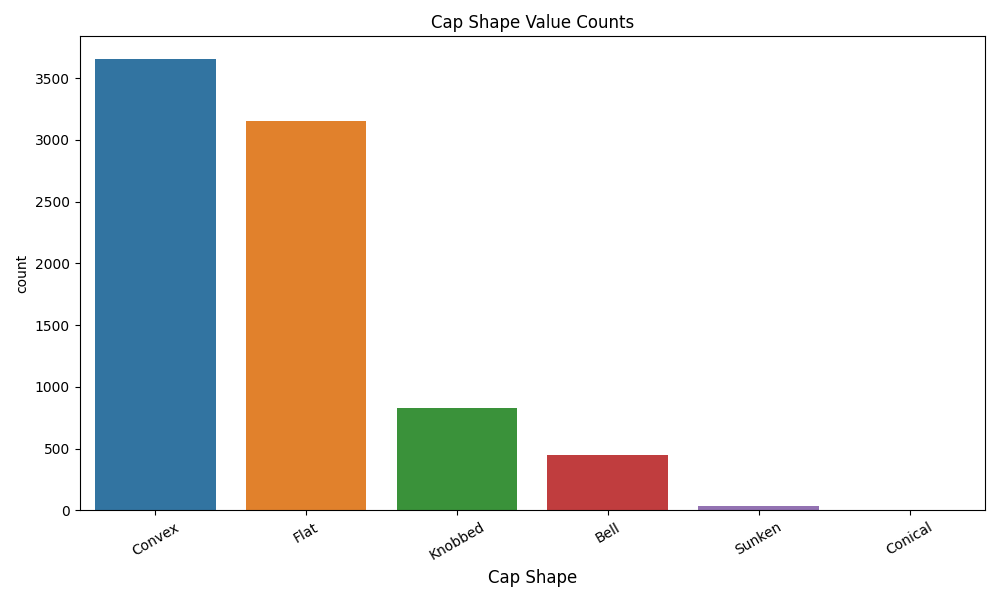 Cap Shape Value Counts
3500
3000
2500
2000
1500
1000
500
0
count
Convex
Flat
Knobbed
Bell
Sunken
Conical
Cap Shape